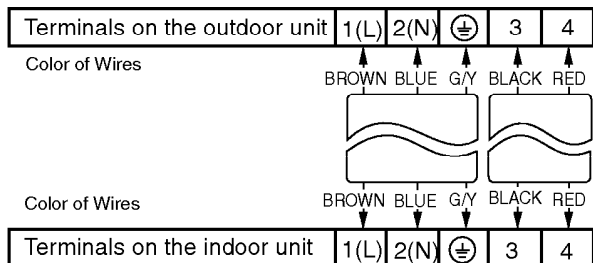 Terminals on the outdoor unit 1(L) 2(N) 3 4
Color of Wires
BROWN BLUE G/Y BLACK RED
Color of Wires
BROWN BLUE G/Y BLACK RED
Terminals on the indoor unit 1(L) 2(N) 3 4